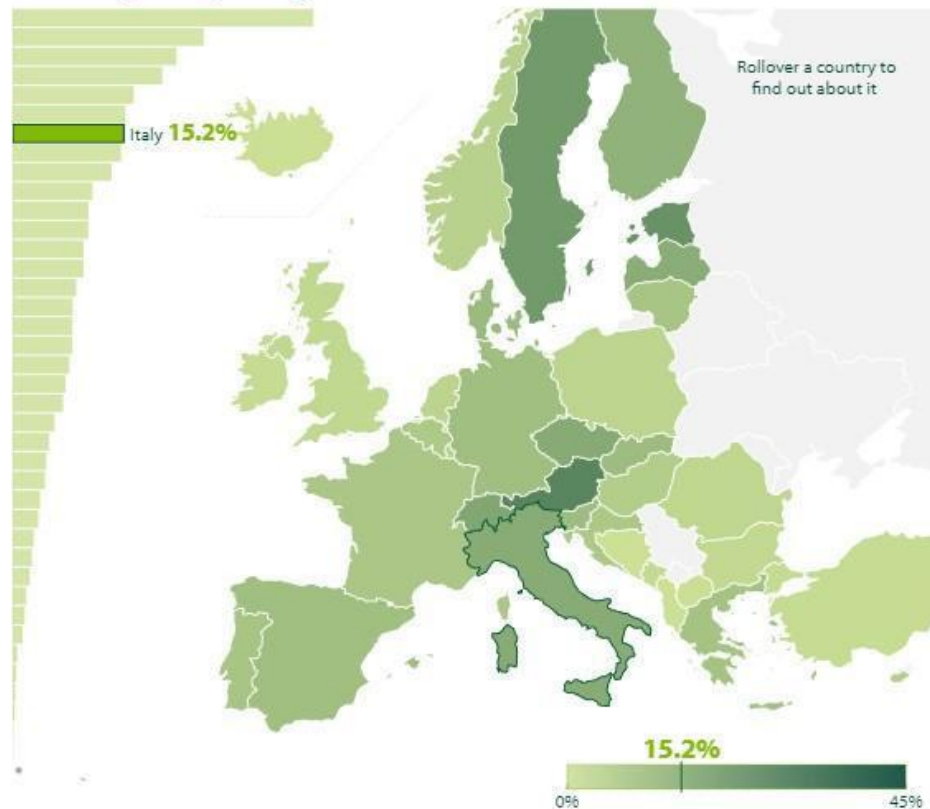 Rollover a country to
find out about it
Italy 15.2%
15.2%
0%
45%